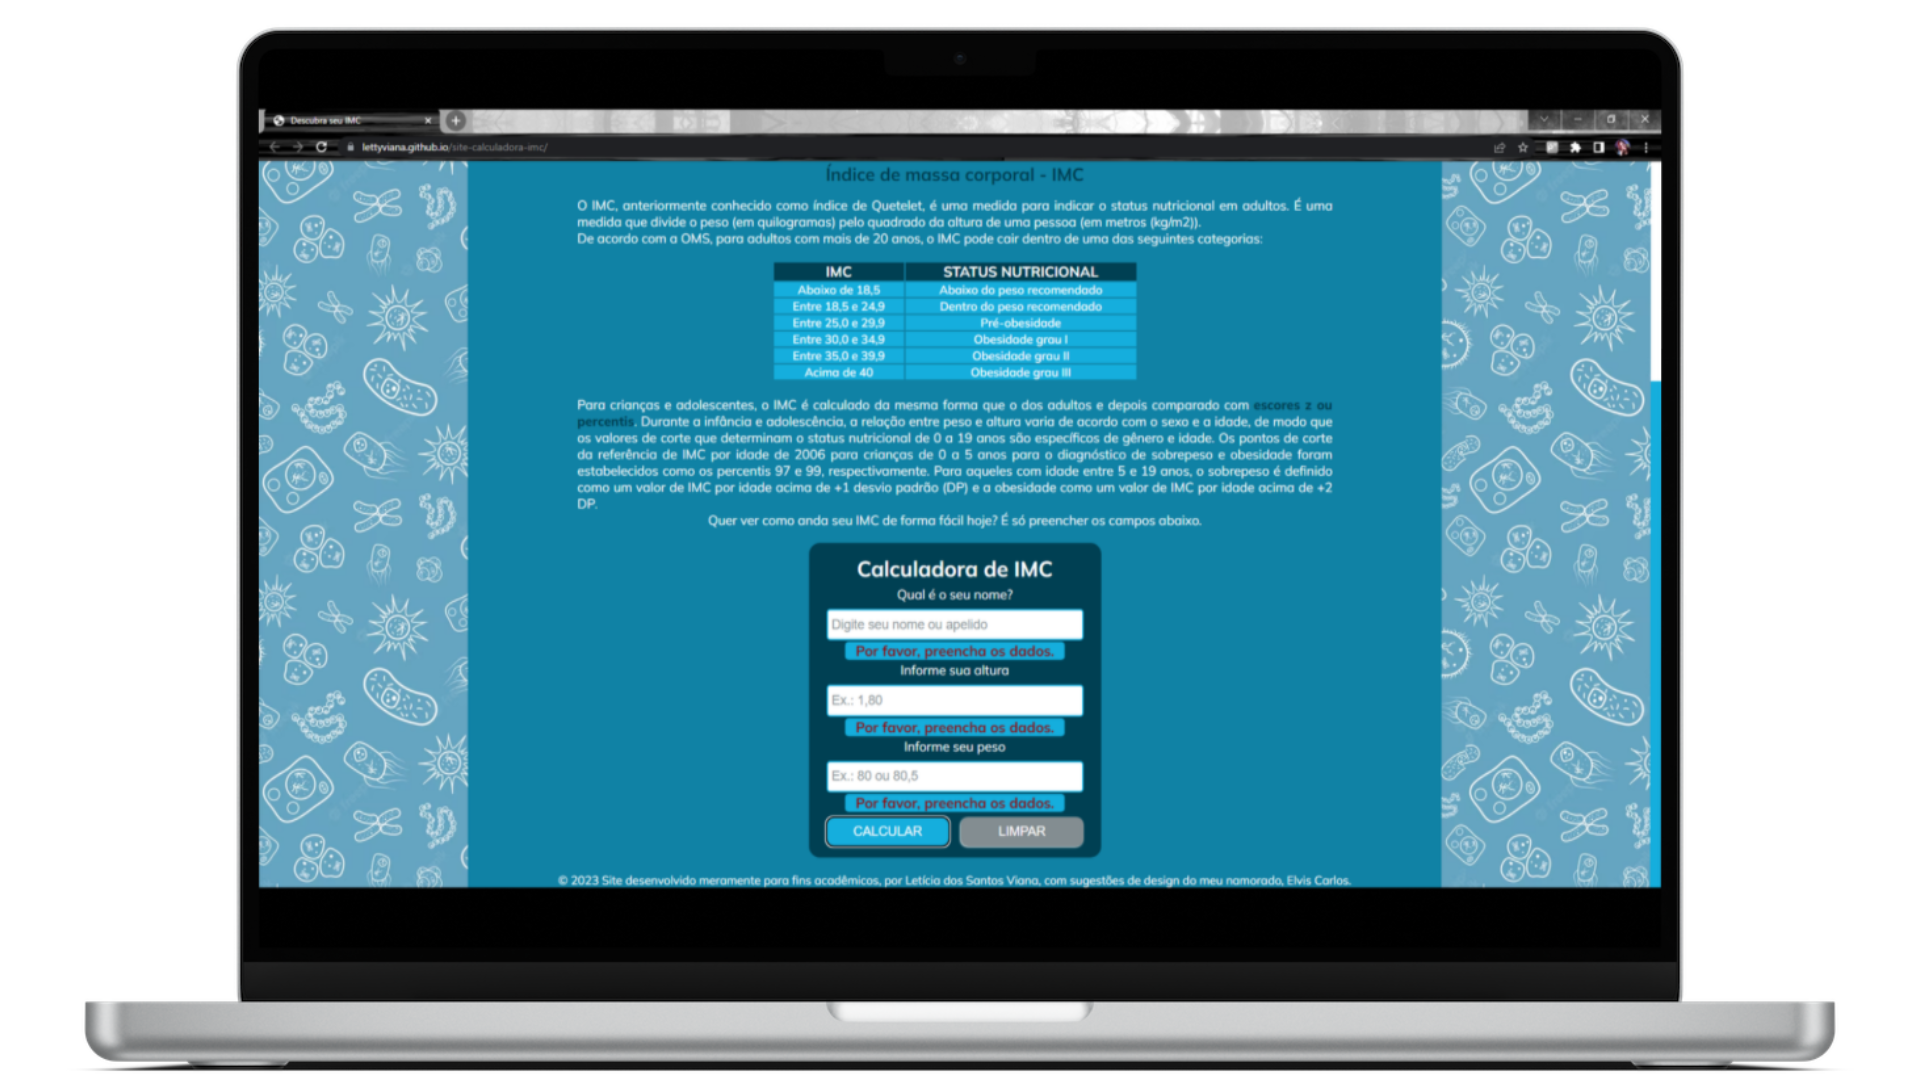 Descubra seu IMC
lettyviana.github.io/site-calculadora-imc/
Índice de massa corporal - IMC
O IMC, anteriormente conhecido como índice de Quetelet, é uma medida para indicar o status nutricional em adultos. É uma
medida que divide o peso (em quilogramas) pelo quadrado da altura de uma pessoa (em metros (kg/m2)).
De acordo com a OMS, para adultos com mais de 20 anos, o IMC pode cair dentro de uma das seguintes categorias:
IMC STATUS NUTRICIONAL
Abaixo de 18,5 Abaixo do peso recomendado
Entre 18,5 e 24,9 Dentro do peso recomendado
Entre 25,0 e 29,9 Pré-obesidade
Entre 30,0 e 34,9 Obesidade grau I
Entre 35,0 e 39,9 Obesidade grau II
Acima de 40 Obesidade grau III
Para crianças e adolescentes, o IMC é calculado da mesma forma que o dos adultos e depois comparado com escores z ou
percentis. Durante a infância e adolescência, a relação entre peso e altura varia de acordo com o sexo e a idade, de modo que
os valores de corte que determinam o status nutricional de 0 a 19 anos são específicos de gênero e idade. Os pontos de corte
da referência de IMC por idade de 2006 para crianças de 0 a 5 anos para o diagnóstico de sobrepeso e obesidade foram
estabelecidos como os percentis 97 e 99, respectivamente. Para aqueles com idade entre 5 e 19 anos, o sobrepeso é definido
como um valor de IMC por idade acima de +1 desvio padrão (DP) e a obesidade como um valor de IMC por idade acima de +2
DP.
Quer ver como anda seu IMC de forma fácil hoje? É só preencher os campos abaixo.
Calculadora de IMC
Qual é o seu nome?
Digite seu nome ou apelido
Por favor, preencha os dados.
Informe sua altura
Ex.: 1,80
Por favor, preencha os dados.
Informe seu peso
Ex.: 80 ou 80,5
Por favor, preencha os dados.
CALCULAR LIMPAR
© 2023 Site desenvolvido meramente para fins acadêmicos, por Letícia dos Santos Viana, com sugestões de design do meu namorado, Elvis Carlos.